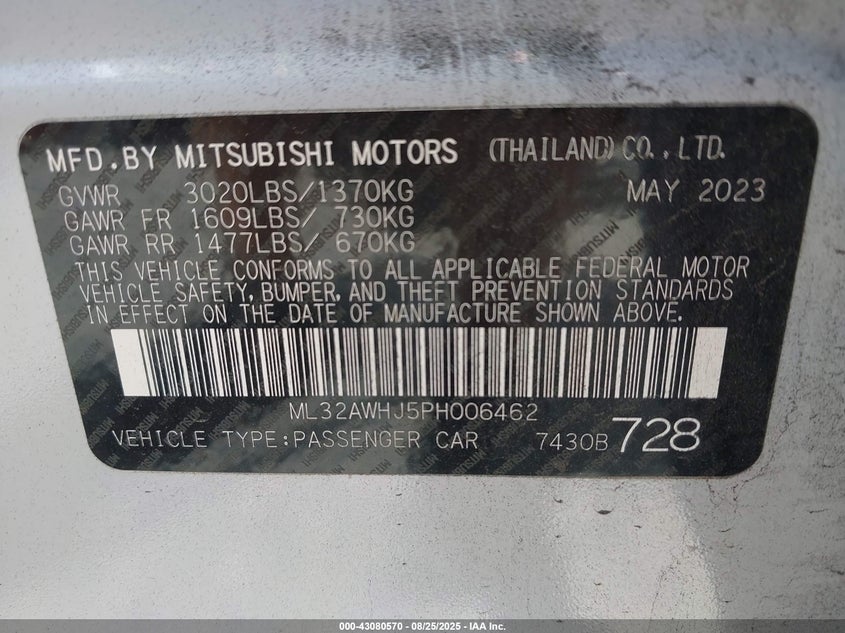 MFD.BY MITSUBISHI MOTORS (THAILAND) CO., LTD.
GVWR 3020LBS/1370KG MAY 2023
GAWR FR 1609LBS/ 730KG
GAWR RR 1477LBS/ 670KG
THIS VEHICLE CONFORMS TO ALL APPLICABLE FEDERAL MOTOR
VEHICLE SAFETY, BUMPER, AND THEFT PREVENTION STANDARDS
IN EFFECT ON THE DATE OF MANUFACTURE SHOWN ABOVE.
ML32AWHJ5PH006462
VEHICLE TYPE:PASSENGER CAR 7430B 728
000-43080570 - 08/25/2025 - IAA Inc.